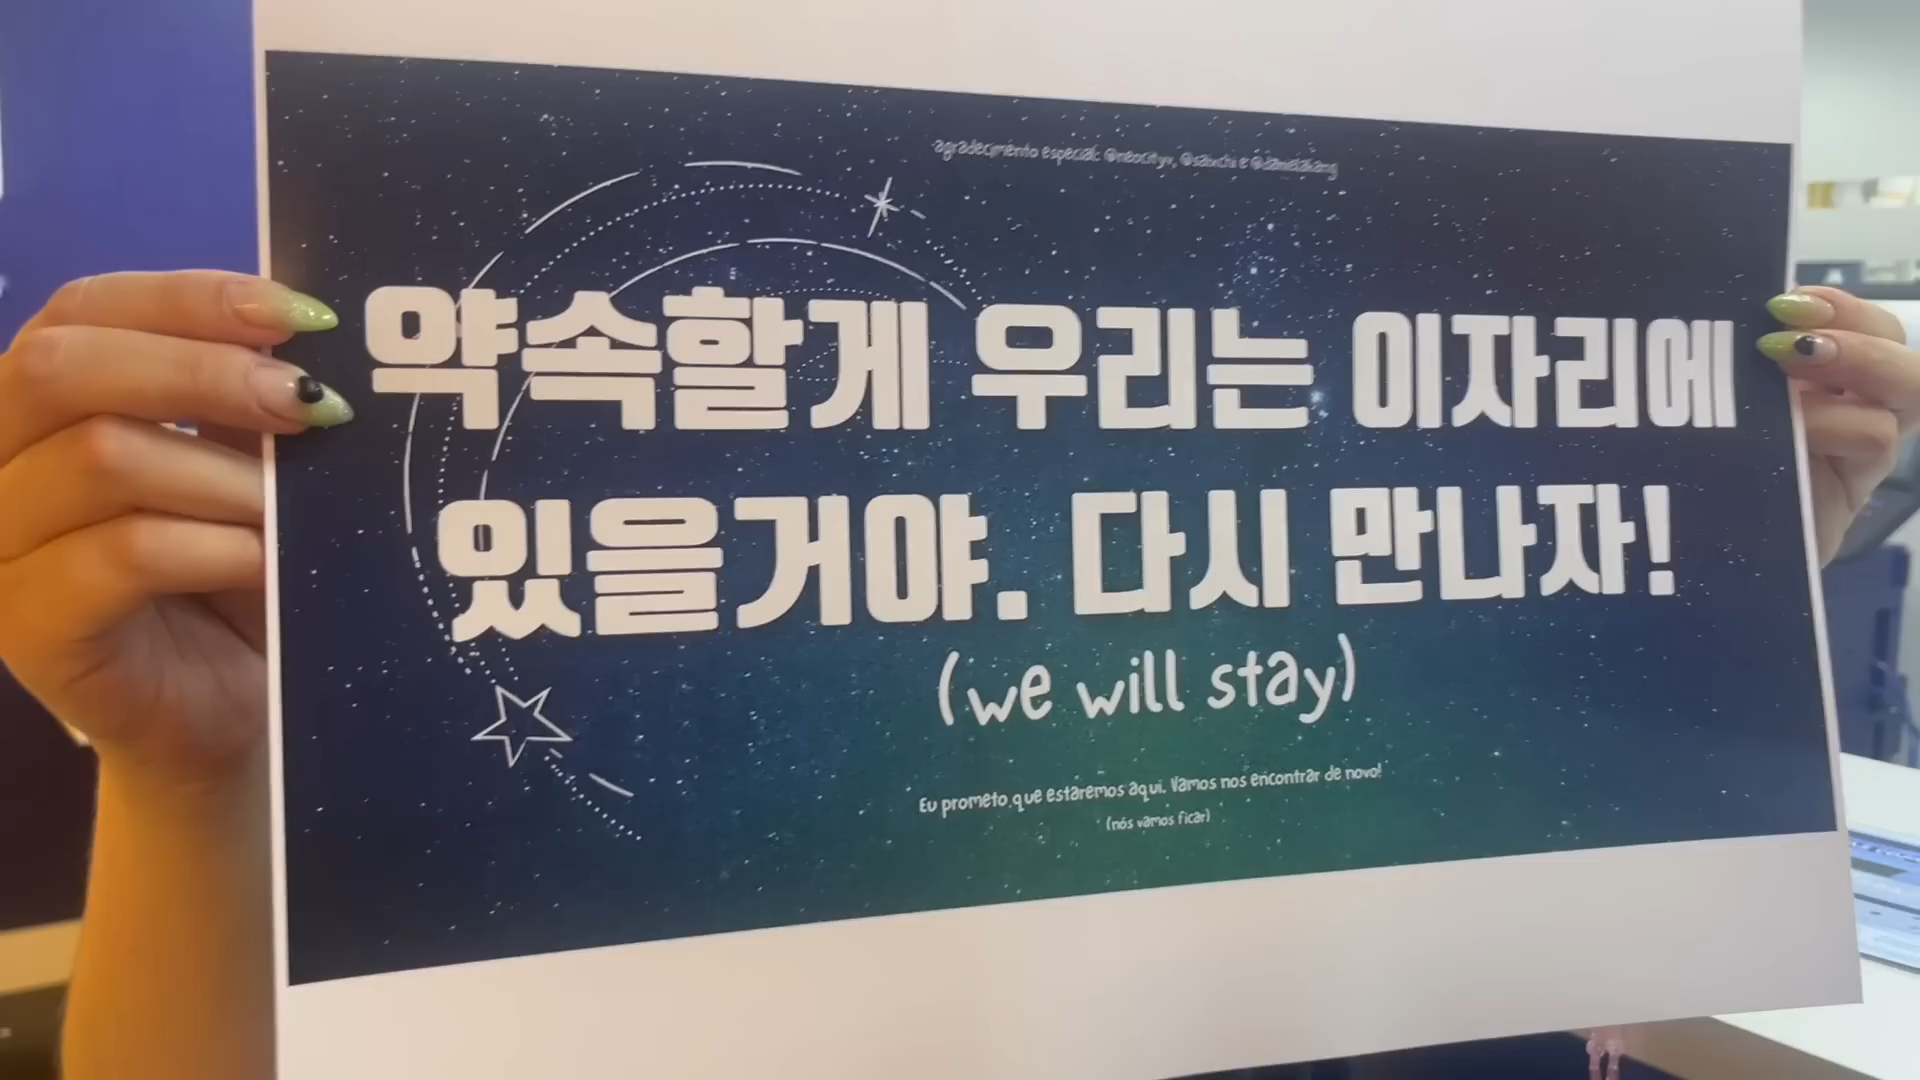 agradecimento especial: @neocityv, e
약속할게 우리는 이자리에
있을거야. 다시 만나자!
(we will stay)
Eu prometo que estaremos aqui. Vamos nos encontrar de novo!
(nós vamos ficar)